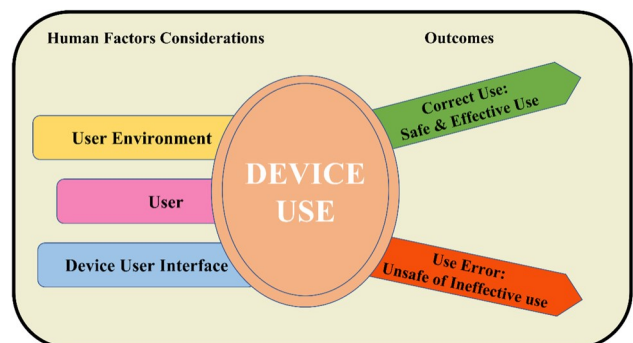 Human Factors Considerations
Outcomes
User Environment
User
Device User Interface
DEVICE
USE
Correct Use:
Safe & Effective Use
Use Error:
Unsafe of Ineffective use